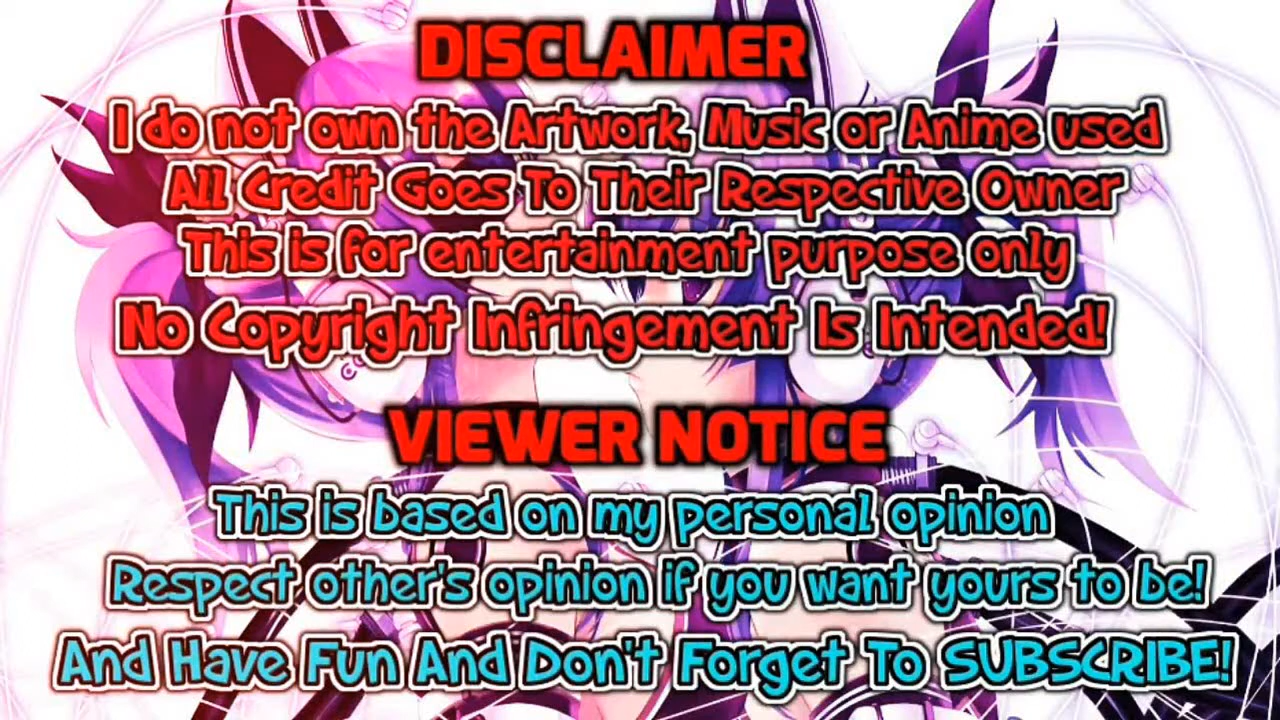 DISCLAIMER
I do not own the Artwork, Music or Anime used
All Credit Goes To Their Respective Owner
This is for entertainment purpose only
No Copyright Infringement Is Intended!
VIEWER NOTICE
This is based on my personal opinion
Respect other's opinion if you want yours to be!
And Have Fun And Don't Forget To SUBSCRIBE!